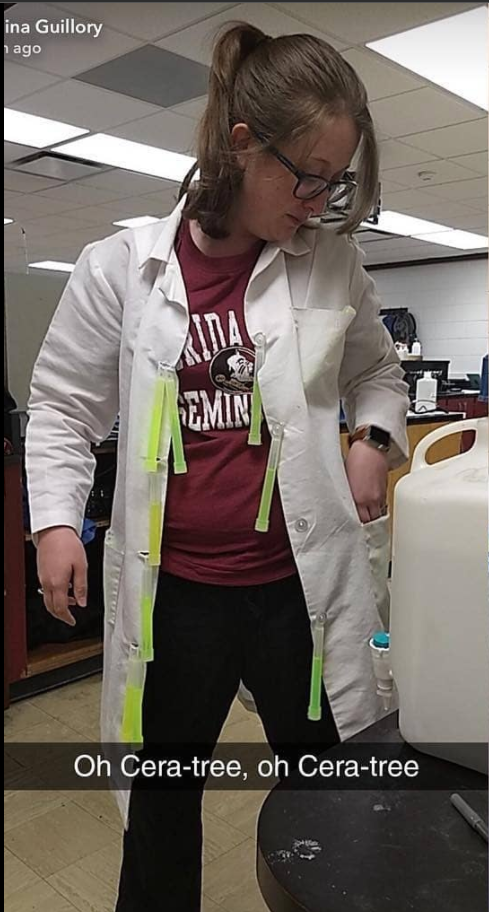 ina Guillory
ago
RIDA
SEMIN
Oh Cera-tree, oh Cera-tree